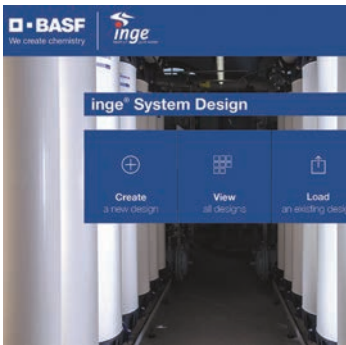 BASF
We create chemistry
inge
inge® System Design
Create
a new design
View
all designs
Load
an existing